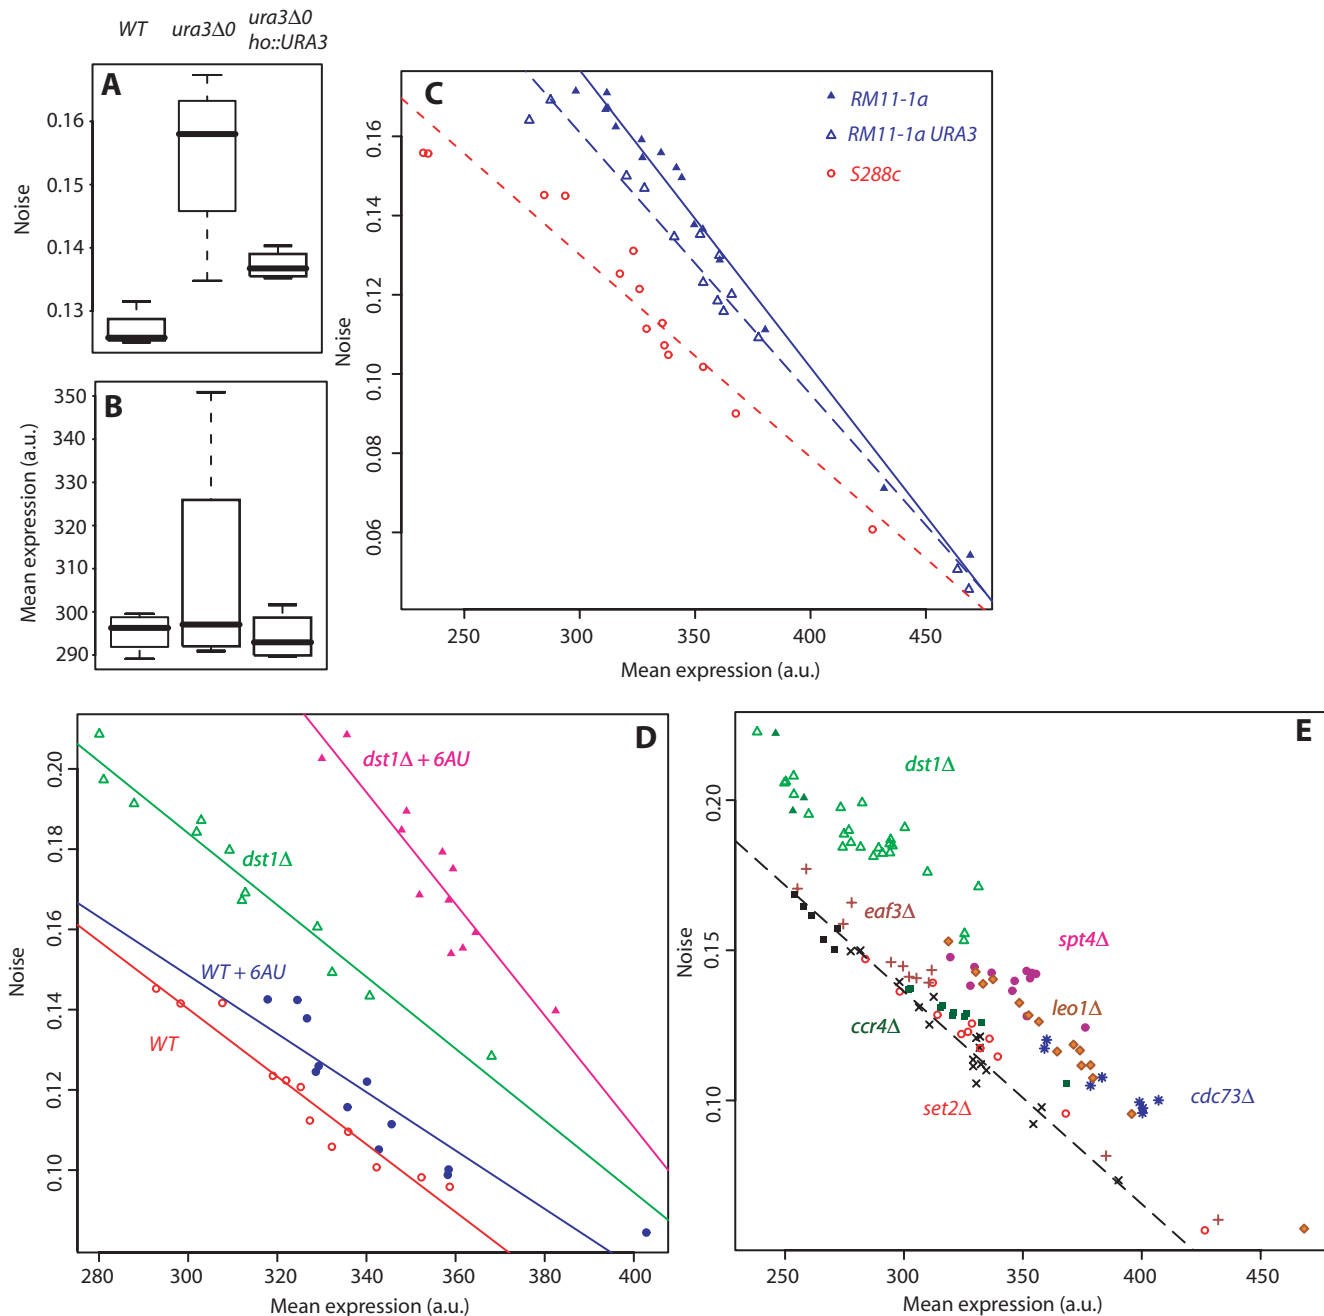 WT
ura3Δ0
ura3Δ0
ho::URA3
A
Noise
0.16
0.15
0.14
0.13
B
Mean expression (a.u.)
350
340
330
320
310
300
290
C
Noise
0.16
0.14
0.12
0.10
0.08
0.06
RM11-1a
RM11-1a URA3
S288c
250 300 350 400 450
Mean expression (a.u.)
D
Noise
0.20
0.18
0.16
0.14
0.12
0.10
dst1Δ + 6AU
dst1Δ
WT + 6AU
WT
280 300 320 340 360 380 400
Mean expression (a.u.)
E
Noise
0.20
0.15
0.10
dst1Δ
eaf3Δ
spt4Δ
leo1Δ
ccr4Δ
set2Δ
cdc73Δ
250 300 350 400 450
Mean expression (a.u.)